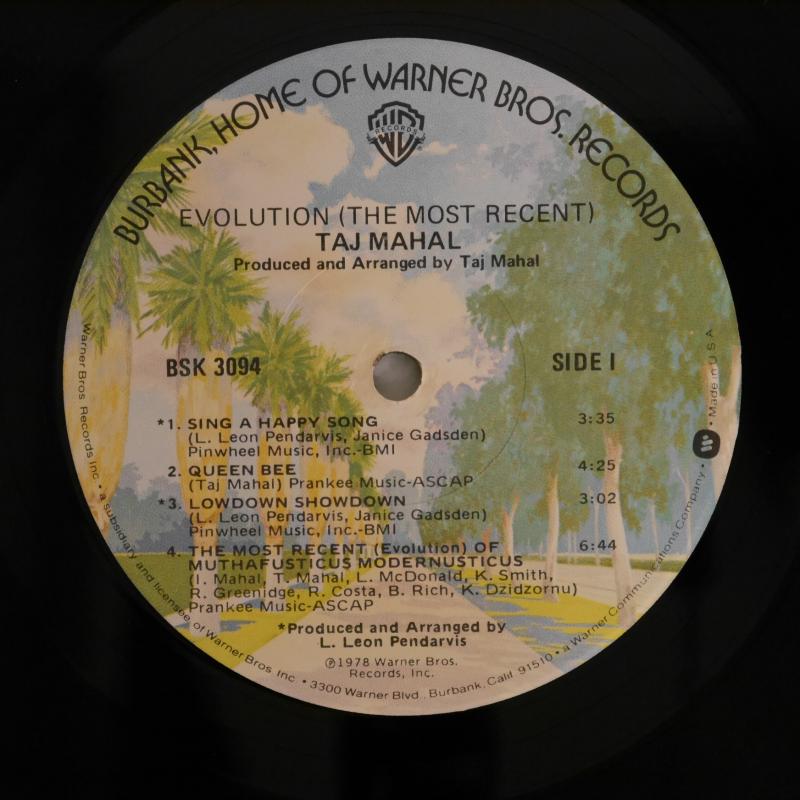 BURBANK, HOME OF WARNER BROS. RECORDS
W
RECORDS
EVOLUTION (THE MOST RECENT)
TAJ MAHAL
Produced and Arranged by Taj Mahal
BSK 3094 SIDE I
*1. SING A HAPPY SONG 3:35
(L. Leon Pendarvis, Janice Gadsden)
Pinwheel Music, Inc.-BMI
2. QUEEN BEE 4:25
(Taj Mahal) Prankee Music-ASCAP
*3. LOWDOWN SHOWDOWN 3:02
(L. Leon Pendarvis, Janice Gadsden)
Pinwheel Music, Inc.-BMI
4. THE MOST RECENT (Evolution) OF 6:44
MUTHAFUSTICUS MODERNUSTICUS
(I. Mahal, T. Mahal, L. McDonald, K. Smith,
R. Greenidge, R. Costa, B. Rich, K. Dzidzornu)
Prankee Music-ASCAP
*Produced and Arranged by
L. Leon Pendarvis
℗1978 Warner Bros.
Records, Inc.
Warner Bros. Records Inc. • a subsidiary and licensee of Warner Bros. Inc. • 3300 Warner Blvd., Burbank, Calif. 91510 • a Warner Communications Company. • Made in U.S.A.